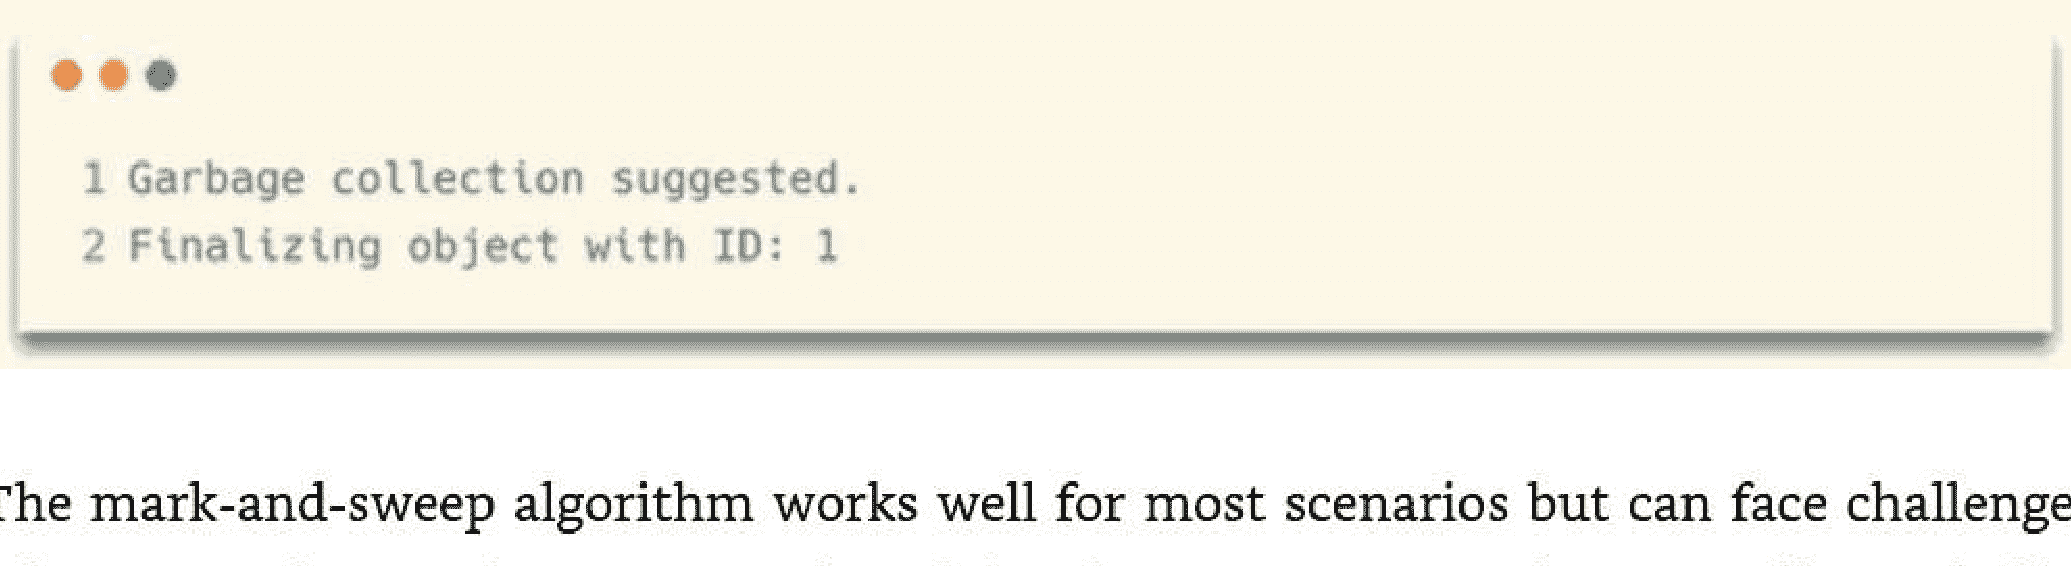 1 Garbage collection suggested.
2 Finalizing object with ID: 1
The mark-and-sweep algorithm works well for most scenarios but can face challenge